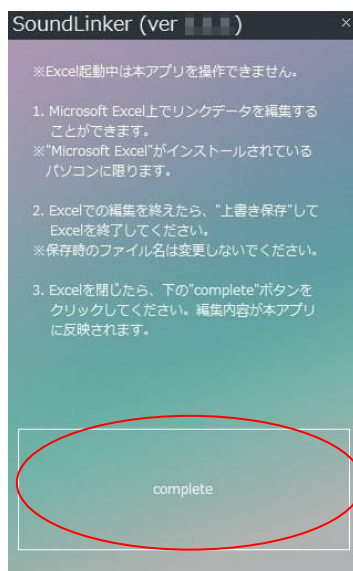 SoundLinker (ver )
×
※Excel起動中は本アプリを操作できません。
1. Microsoft Excel上でリンクデータを編集する
ことができます。
※"Microsoft Excel"がインストールされている
パソコンに限ります。
2. Excelでの編集を終えたら、"上書き保存"して
Excelを終了してください。
※保存時のファイル名は変更しないでください。
3. Excelを閉じたら、下の"complete"ボタンを
クリックしてください。編集内容が本アプリ
に反映されます。
complete